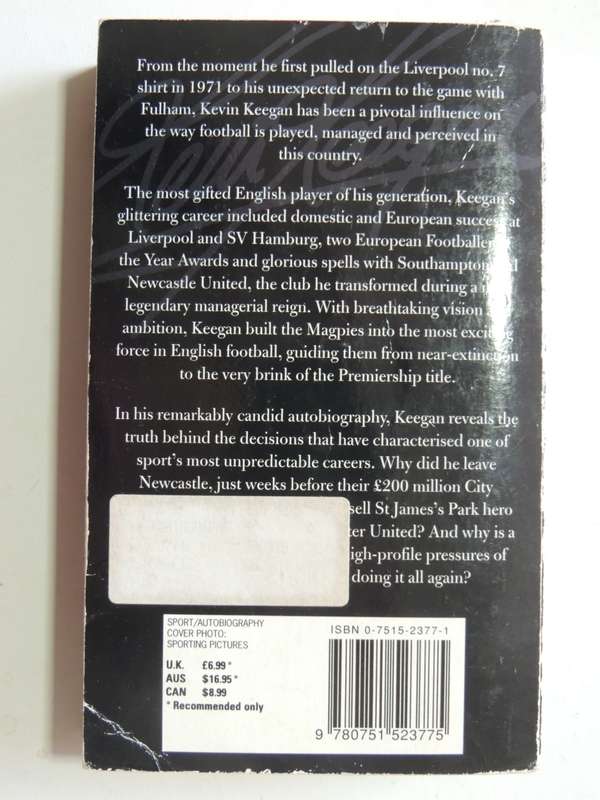 From the moment he first pulled on the Liverpool no. 7
shirt in 1971 to his unexpected return to the game with
Fulham, Kevin Keegan has been a pivotal influence on
the way football is played, managed and perceived in
this country.
The most gifted English player of his generation, Keegan's
glittering career included domestic and European success at
Liverpool and SV Hamburg, two European Footballer
the Year Awards and glorious spells with Southampton
Newcastle United, the club he transformed during a
legendary managerial reign. With breathtaking vision
ambition, Keegan built the Magpies into the most exciting
force in English football, guiding them from near-extinction
to the very brink of the Premiership title.
In his remarkably candid autobiography, Keegan reveals the
truth behind the decisions that have characterised one of
sport's most unpredictable careers. Why did he leave
Newcastle, just weeks before their £200 million City
sell St James's Park hero
ter United? And why is a
igh-profile pressures of
doing it all again?
SPORT/AUTOBIOGRAPHY
COVER PHOTO:
SPORTING PICTURES
U.K. £6.99*
AUS $16.95*
CAN $8.99
* Recommended only
ISBN 0-7515-2377-1
9 780751 523775